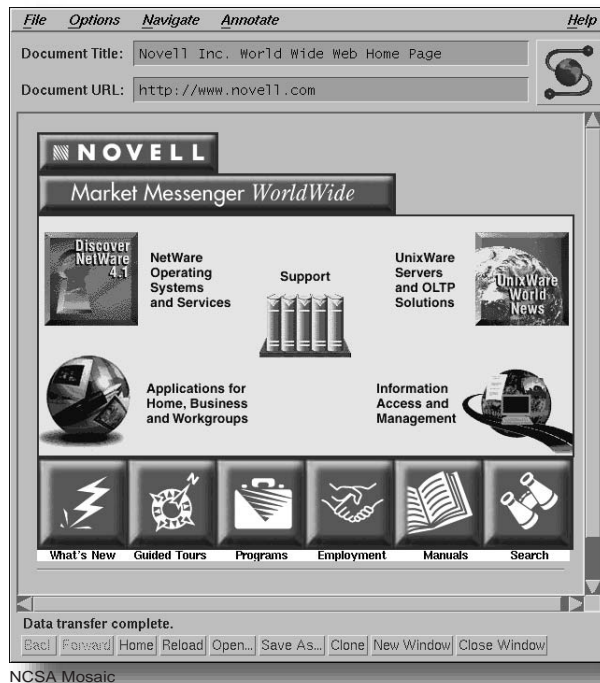 File Options Navigate Annotate Help
Document Title: Novell Inc. World Wide Web Home Page
Document URL: http://www.novell.com
NOVELL
Market Messenger WorldWide
Discover
NetWare
4.1
NetWare
Operating
Systems
and Services
Support
UnixWare
Servers
and OLTP
Solutions
UnixWare
World
News
Applications for
Home, Business
and Workgroups
Information
Access and
Management
N
What's New Guided Tours Programs Employment Manuals Search
Data transfer complete.
Back Forward Home Reload Open... Save As... Clone New Window Close Window
NCSA Mosaic